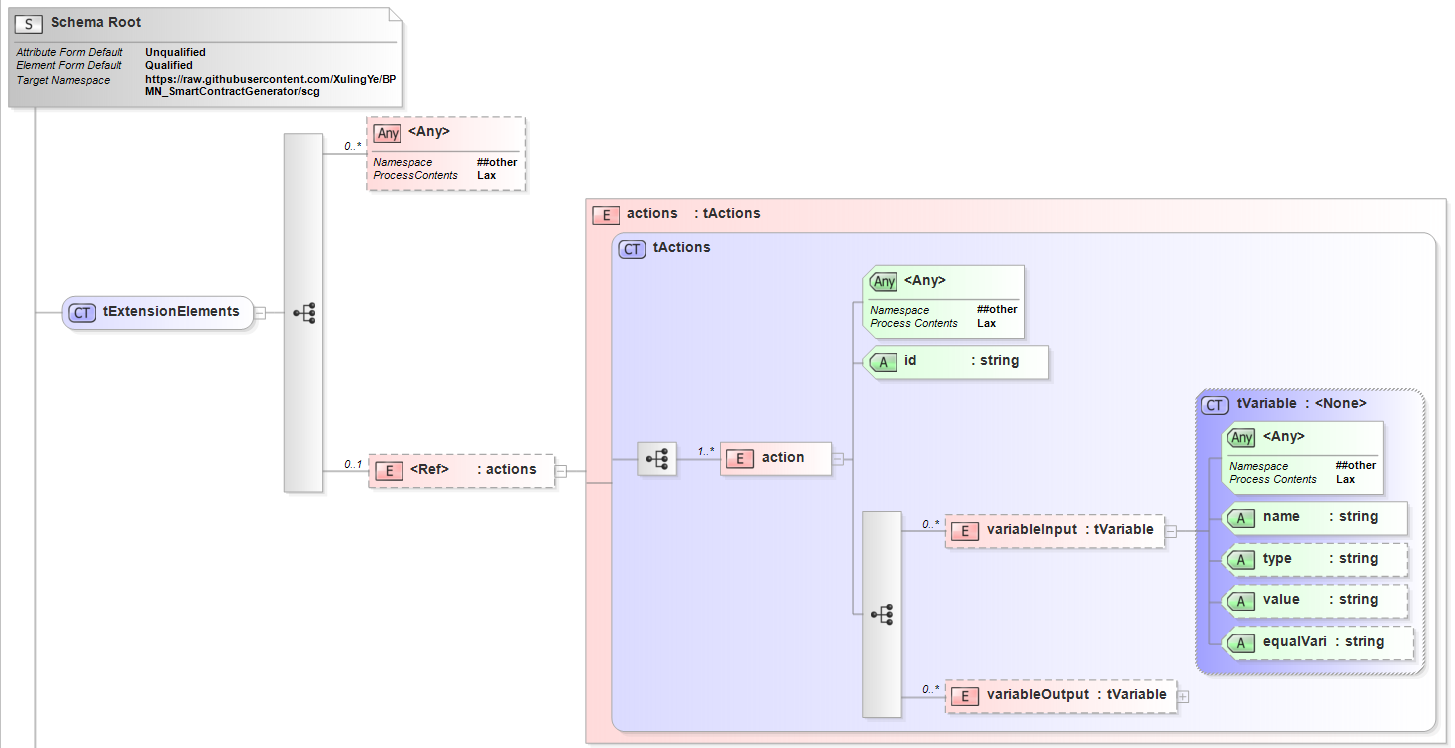 S Schema Root
Attribute Form Default Unqualified
Element Form Default Qualified
Target Namespace https://raw.githubusercontent.com/XulingYe/BP
MN_SmartContractGenerator/scg
0..*
Any <Any>
Namespace ##other
ProcessContents Lax
CT tExtensionElements
0..1
E <Ref> : actions
E actions : tActions
CT tActions
Any <Any>
Namespace ##other
Process Contents Lax
A id : string
1..*
E action
0..*
E variableInput : tVariable
CT tVariable : <None>
Any <Any>
Namespace ##other
Process Contents Lax
A name : string
A type : string
A value : string
A equalVari : string
0..*
E variableOutput : tVariable